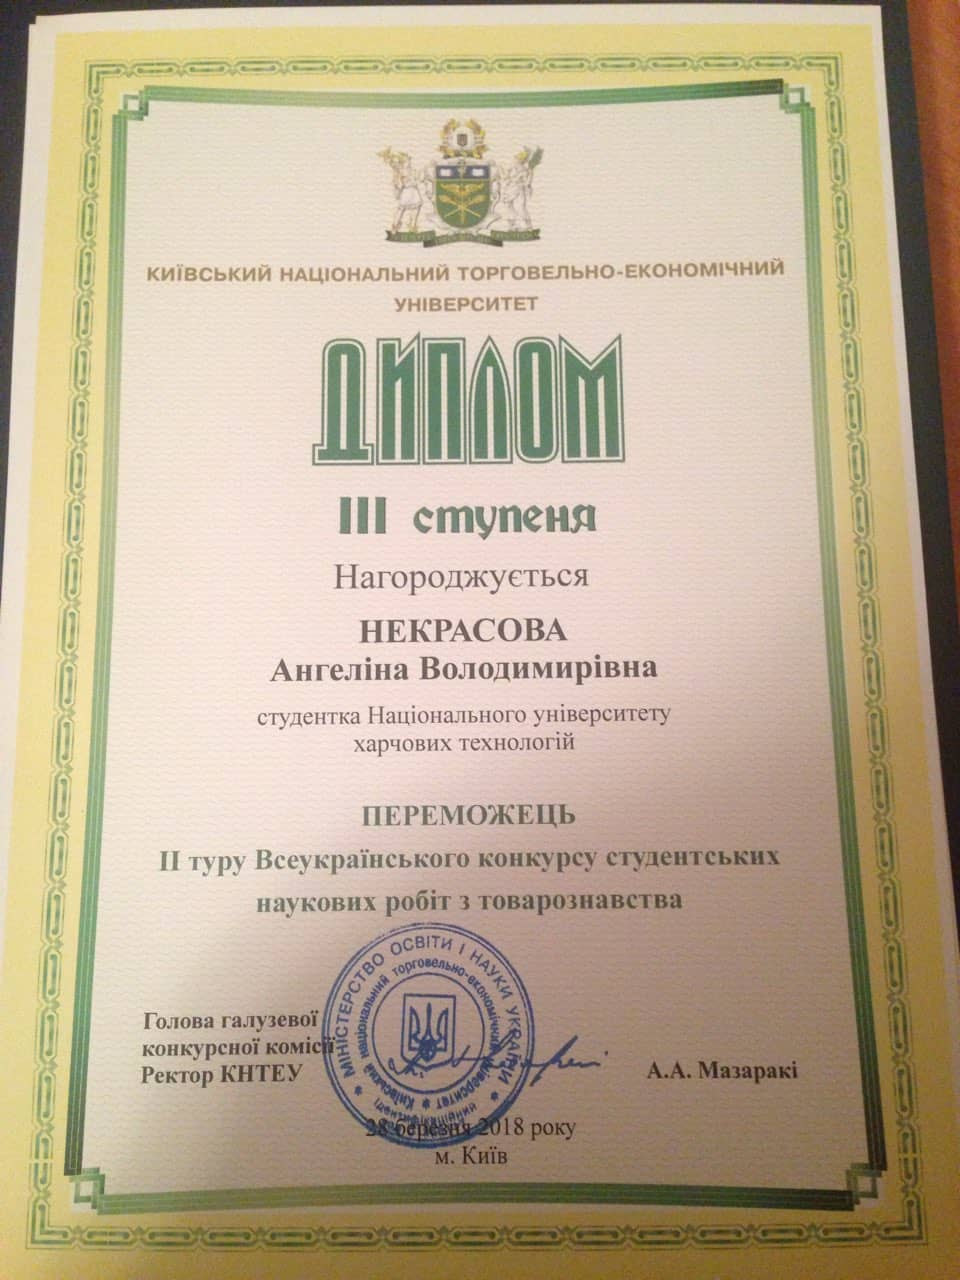 КИЇВСЬКИЙ НАЦІОНАЛЬНИЙ ТОРГОВЕЛЬНО-ЕКОНОМІЧНИЙ
УНІВЕРСИТЕТ
ДИПЛОМ
III ступеня
Нагороджується
НЕКРАСОВА
Ангеліна Володимирівна
студентка Національного університету
харчових технологій
ПЕРЕМОЖЕЦЬ
II туру Всеукраїнського конкурсу студентських
наукових робіт з товарознавства
МІНІСТЕРСТВО ОСВІТИ І НАУКИ УКРАЇНИ
Київський національний торговельно-економічний університет
Голова галузевої
конкурсної комісії
Ректор КНТЕУ
А.А. Мазаракі
28 березня 2018 року
м. Київ